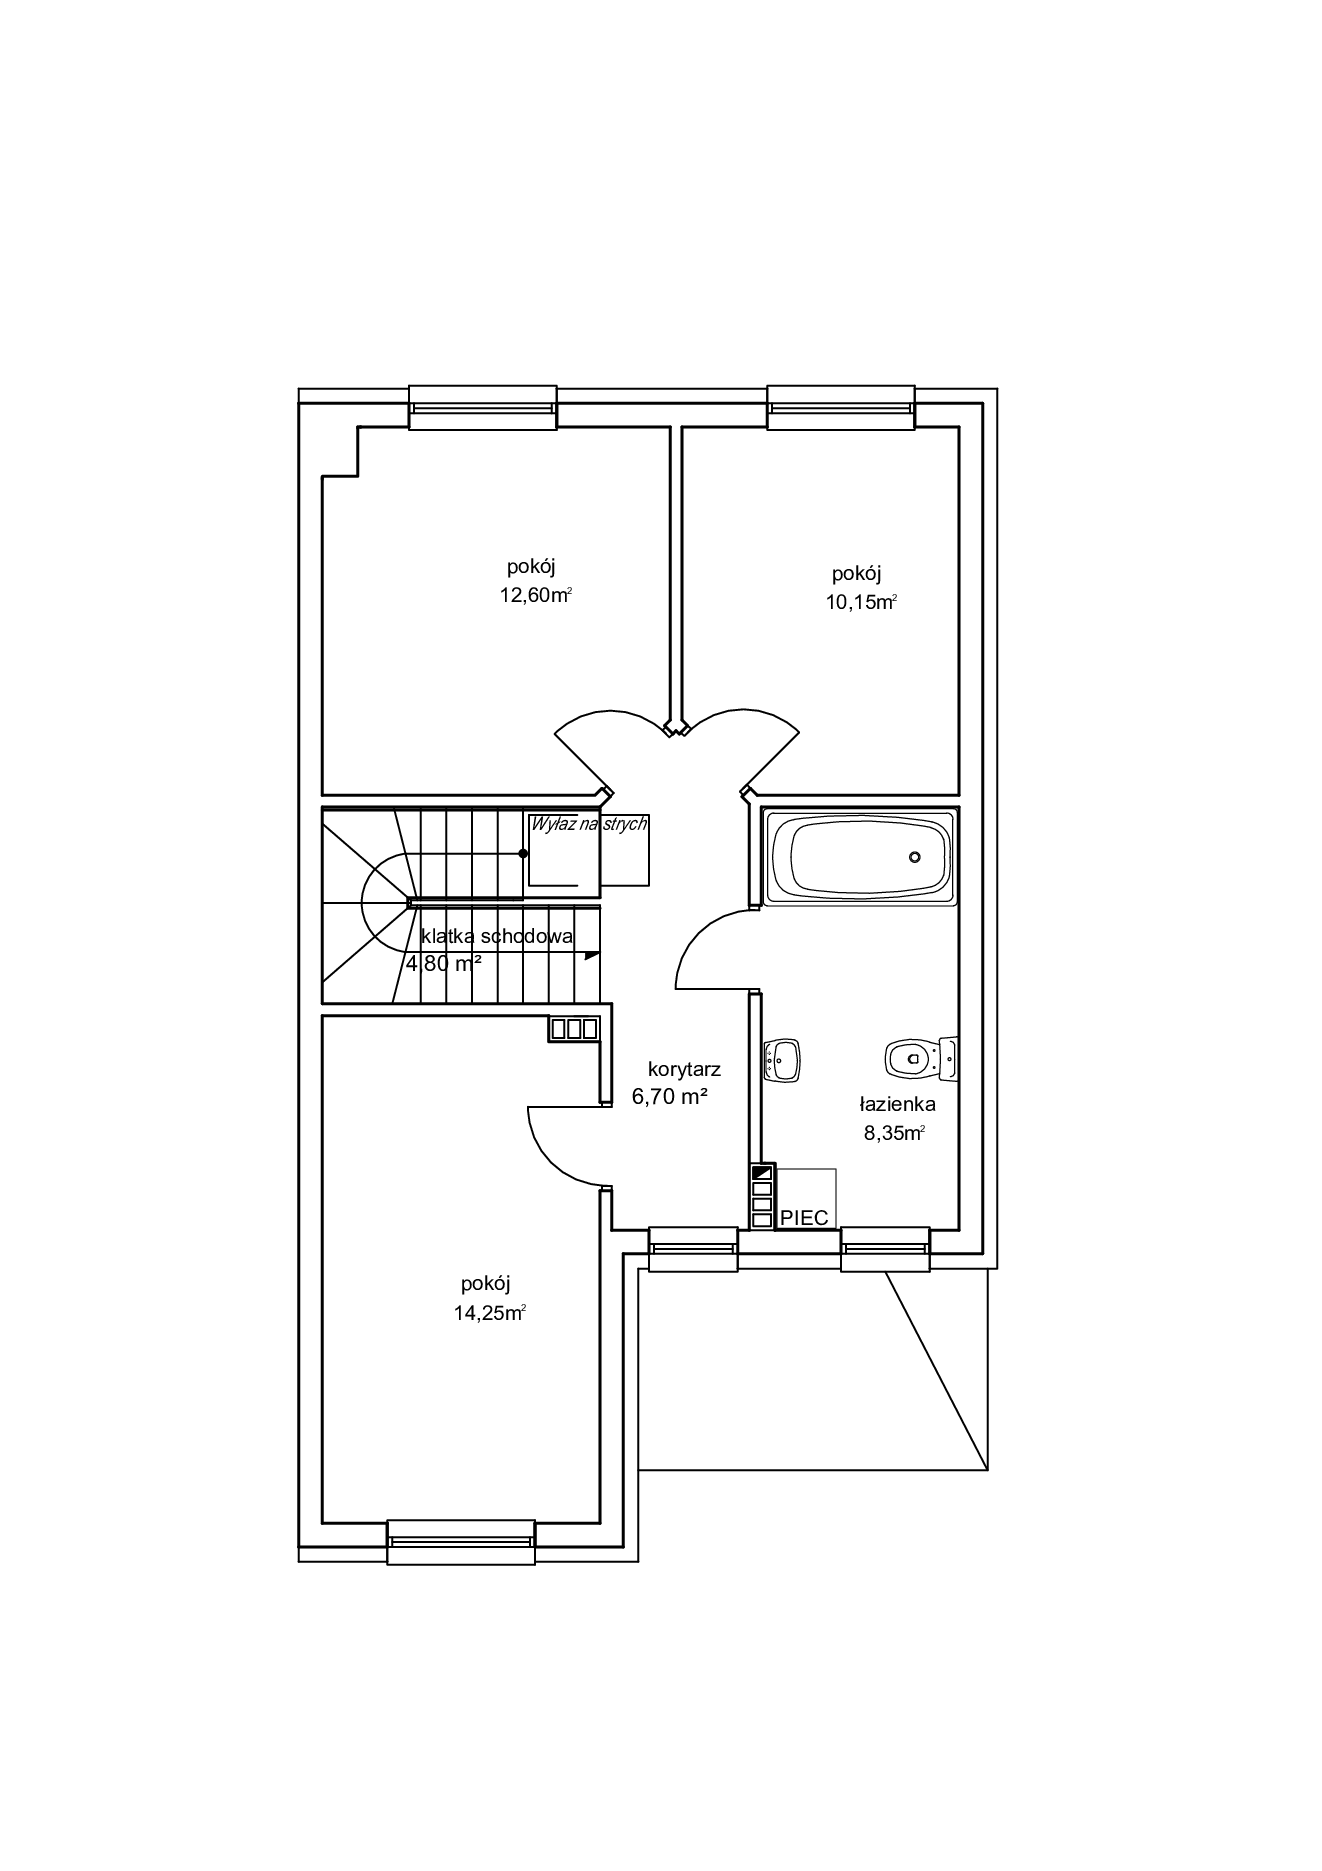 pokój
12,60m²
pokój
10,15m²
Wyłaz na strych
klatka schodowa
4,80 m²
korytarz
6,70 m²
łazienka
8,35m²
PIEC
pokój
14,25m²